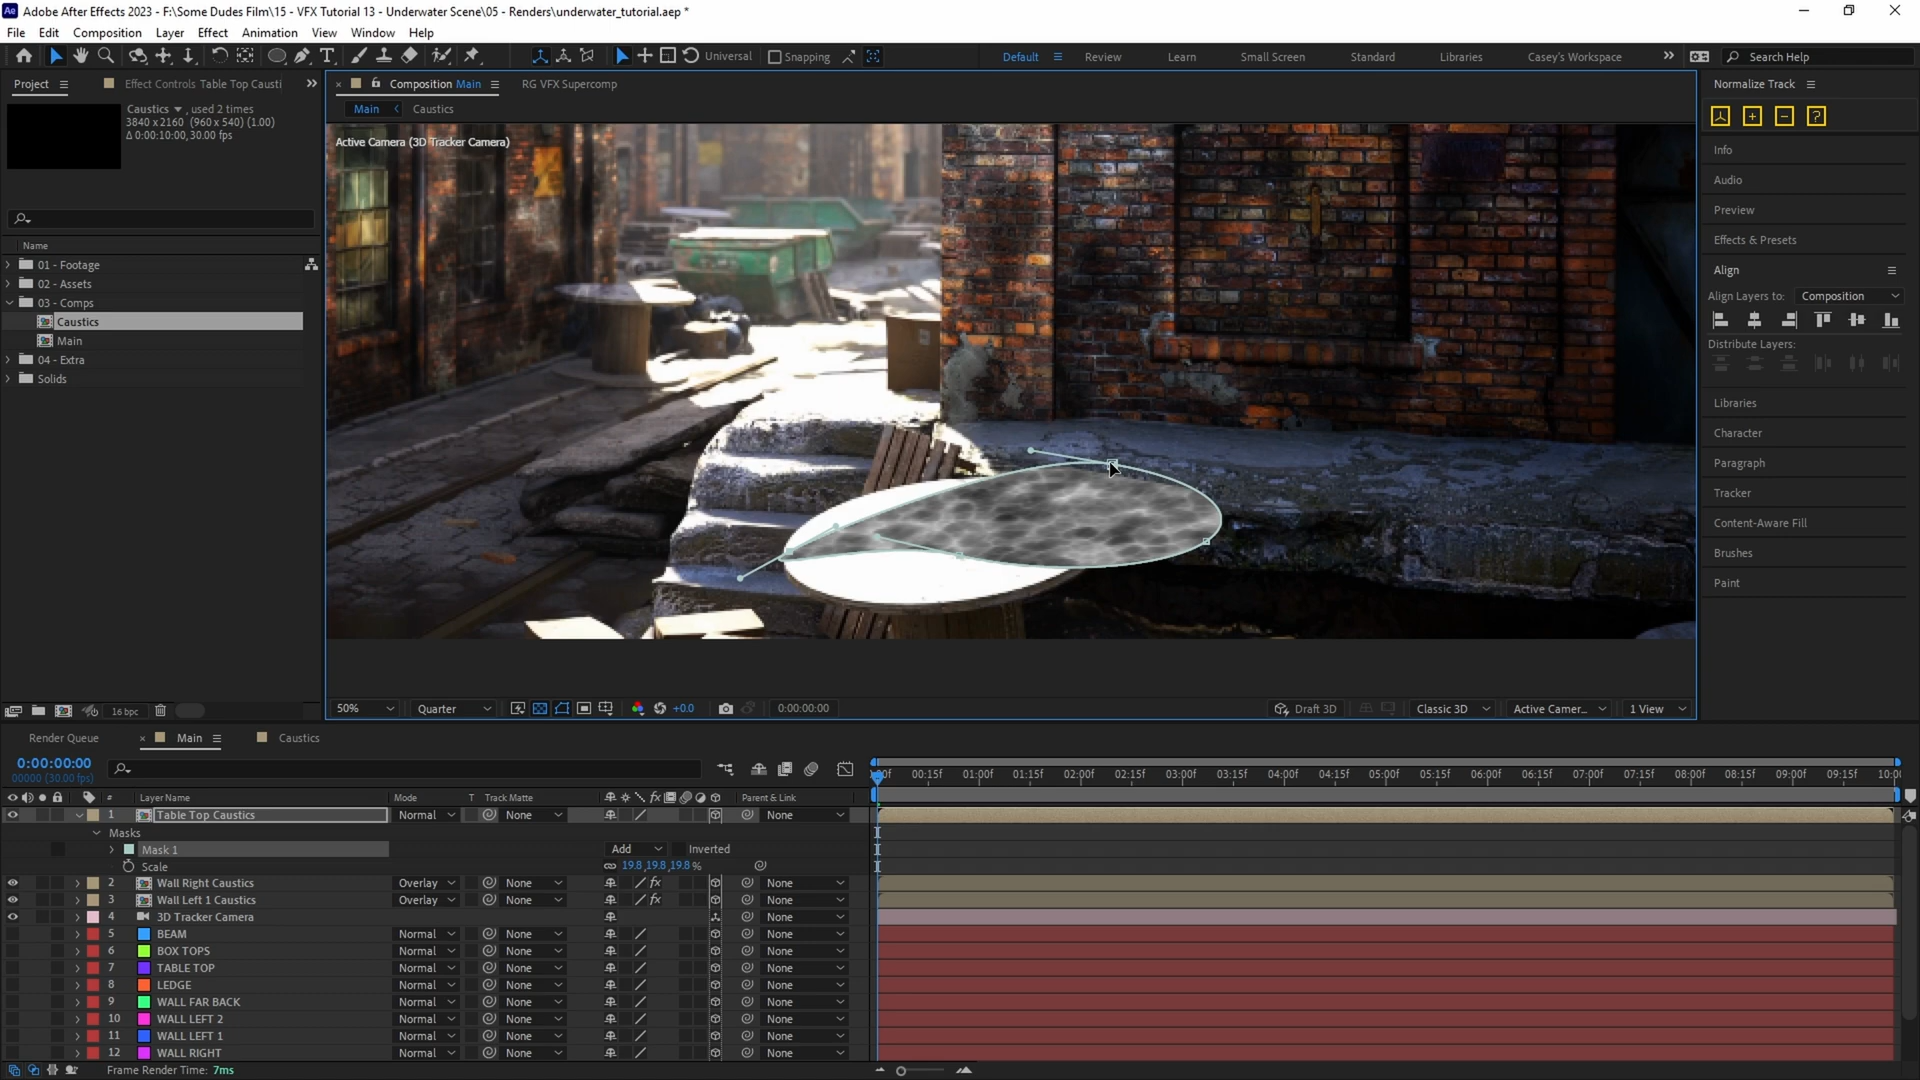 Adobe After Effects 2023 - F:\Some Dudes Film\15 - VFX Tutorial 13 - Underwater Scene\05 - Renders\underwater_tutorial.aep *
File Edit Composition Layer Effect Animation View Window Help
Universal Snapping Default Review Learn Small Screen Standard Libraries Casey's Workspace Search Help
Project Effect Controls Table Top Causti
Caustics , used 2 times
3840 x 2160 (960 x 540) (1.00)
Δ 0:00:10:00, 30.00 fps
Name
01 - Footage
02 - Assets
03 - Comps
Caustics
Main
04 - Extra
Solids
16 bpc
Composition Main RG VFX Supercomp
Main Caustics
Active Camera (3D Tracker Camera)
50% Quarter +0.0 0:00:00:00 Draft 3D Classic 3D Active Camer... 1 View
Normalize Track
Info
Audio
Preview
Effects & Presets
Align
Align Layers to: Composition
Distribute Layers:
Libraries
Character
Paragraph
Tracker
Content-Aware Fill
Brushes
Paint
Render Queue Main Caustics
0:00:00:00
00000 (30.00 fps)
00:15f 01:00f 01:15f 02:00f 02:15f 03:00f 03:15f 04:00f 04:15f 05:00f 05:15f 06:00f 06:15f 07:00f 07:15f 08:00f 08:15f 09:00f 09:15f 10:0
# Layer Name Mode T Track Matte Parent & Link
1 Table Top Caustics Normal None None
Masks
Mask 1 Add Inverted
Scale 19.8,19.8,19.8%
2 Wall Right Caustics Overlay None None
3 Wall Left 1 Caustics Overlay None None
4 3D Tracker Camera None
5 BEAM Normal None None
6 BOX TOPS Normal None None
7 TABLE TOP Normal None None
8 LEDGE Normal None None
9 WALL FAR BACK Normal None None
10 WALL LEFT 2 Normal None None
11 WALL LEFT 1 Normal None None
12 WALL RIGHT Normal None None
Frame Render Time: 7ms